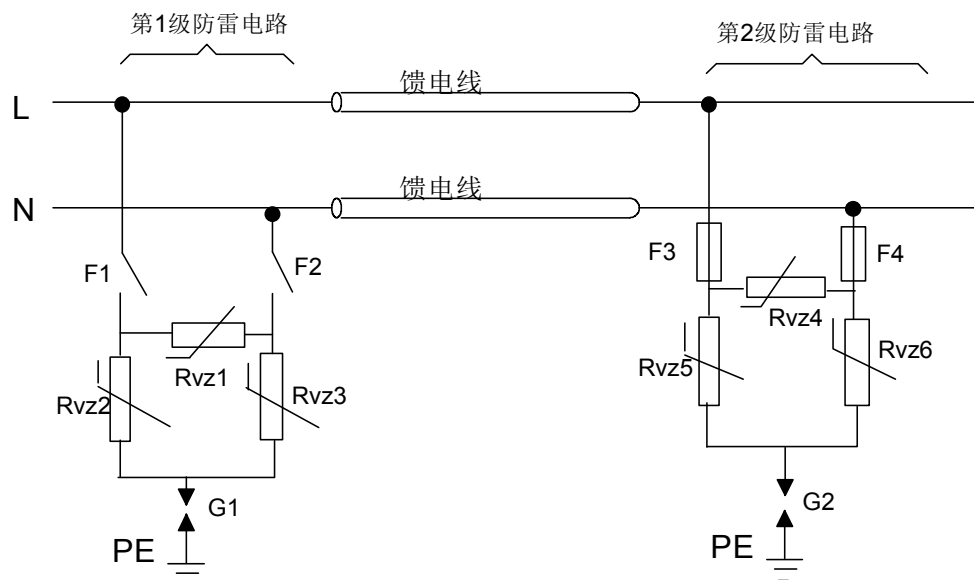 第1级防雷电路
第2级防雷电路
馈电线
L
馈电线
N
F1
F2
F3
F4
Rvz4
Rvz1
Rvz2
Rvz3
Rvz5
Rvz6
G1
G2
PE
PE